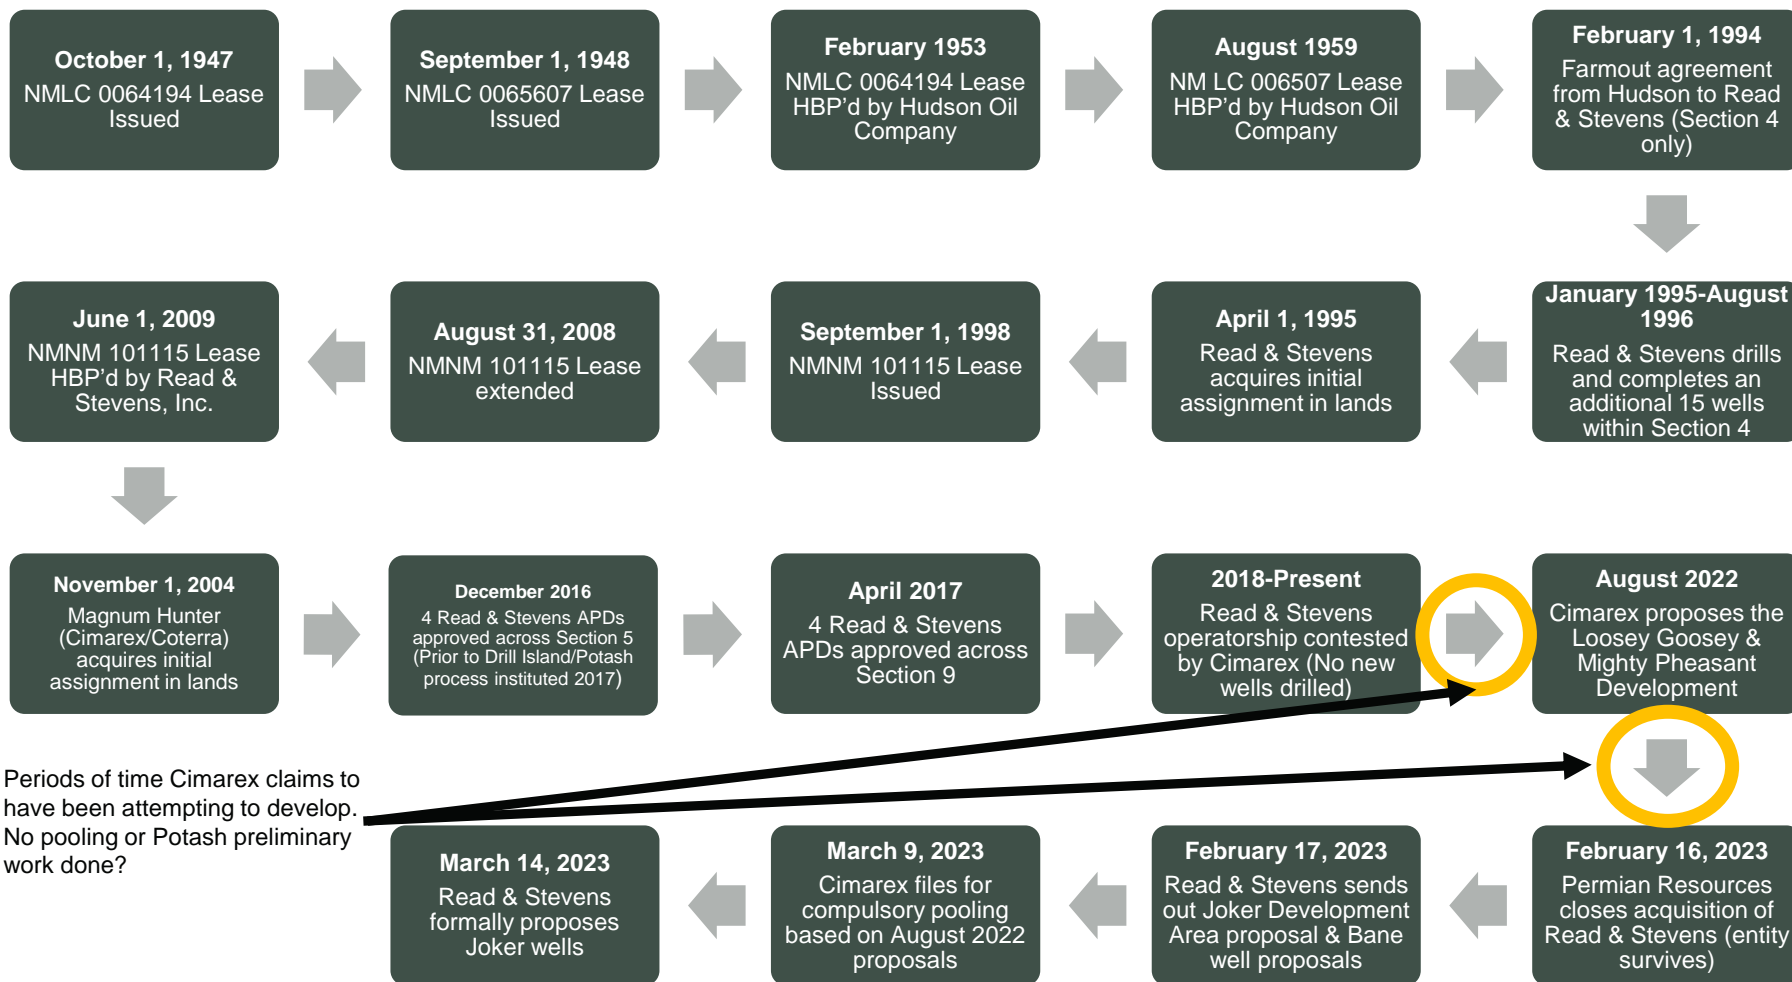 October 1, 1947
NMLC 0064194 Lease
Issued
September 1, 1948
NMLC 0065607 Lease
Issued
February 1953
NMLC 0064194 Lease
HBP'd by Hudson Oil
Company
August 1959
NM LC 006507 Lease
HBP'd by Hudson Oil
Company
February 1, 1994
Farmout agreement
from Hudson to Read
& Stevens (Section 4
only)
January 1995-August
1996
Read & Stevens drills
and completes an
additional 15 wells
within Section 4
April 1, 1995
Read & Stevens
acquires initial
assignment in lands
September 1, 1998
NMNM 101115 Lease
Issued
August 31, 2008
NMNM 101115 Lease
extended
June 1, 2009
NMNM 101115 Lease
HBP'd by Read &
Stevens, Inc.
November 1, 2004
Magnum Hunter
(Cimarex/Coterra)
acquires initial
assignment in lands
December 2016
4 Read & Stevens APDs
approved across Section 5
(Prior to Drill Island/Potash
process instituted 2017)
April 2017
4 Read & Stevens
APDs approved across
Section 9
2018-Present
Read & Stevens
operatorship contested
by Cimarex (No new
wells drilled)
August 2022
Cimarex proposes the
Loosey Goosey &
Mighty Pheasant
Development
February 16, 2023
Permian Resources
closes acquisition of
Read & Stevens (entity
survives)
February 17, 2023
Read & Stevens sends
out Joker Development
Area proposal & Bane
well proposals
March 9, 2023
Cimarex files for
compulsory pooling
based on August 2022
proposals
March 14, 2023
Read & Stevens
formally proposes
Joker wells
Periods of time Cimarex claims to
have been attempting to develop.
No pooling or Potash preliminary
work done?